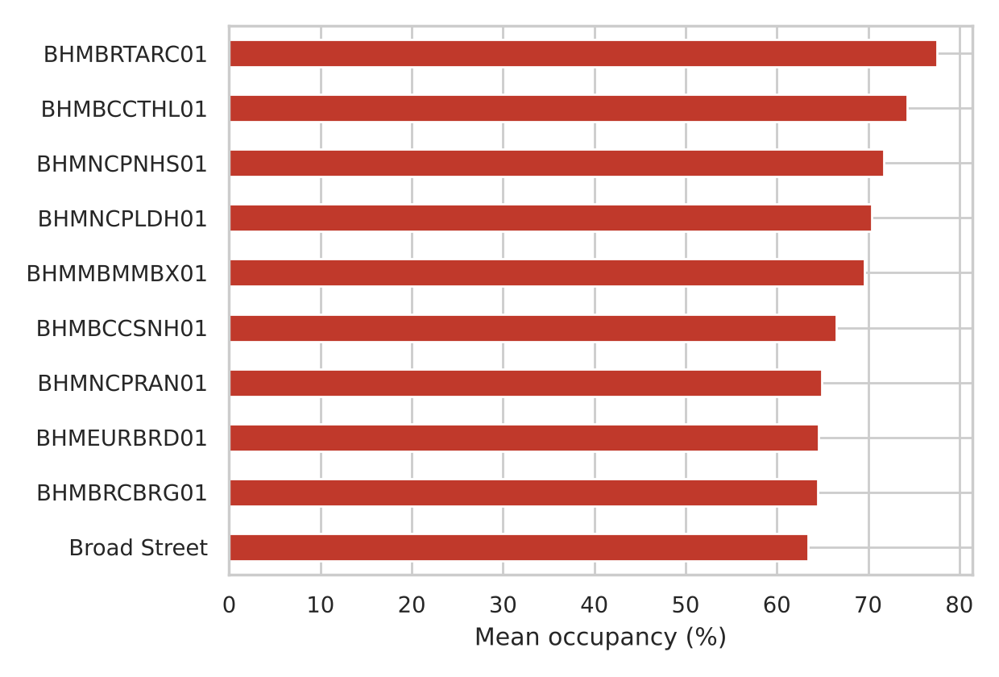 BHMBRTARC01
BHMBCCTHL01
BHMNCPNHS01
BHMNCPLDH01
BHMMBMMBX01
BHMBCCSNH01
BHMNCPRAN01
BHMEURBRD01
BHMBRCBRG01
Broad Street
0 10 20 30 40 50 60 70 80
Mean occupancy (%)